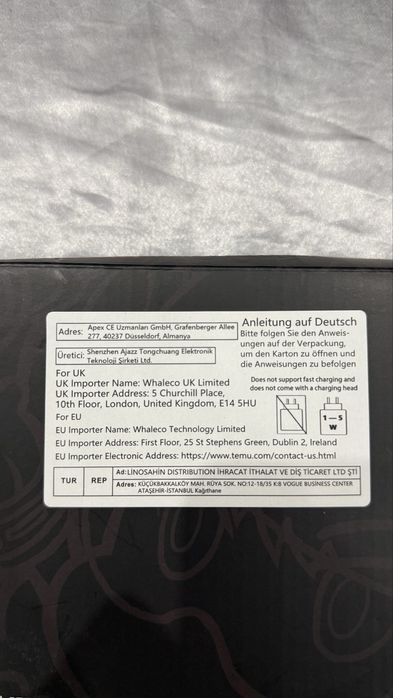 Adres: Apex CE Uzmanları GmbH, Grafenberger Allee
277, 40237 Düsseldorf, Almanya
Üretici: Shenzhen Ajazz Tongchuang Elektronik
Teknoloji Şirketi Ltd.
For UK
UK Importer Name: Whaleco UK Limited
UK Importer Address: 5 Churchill Place,
10th Floor, London, United Kingdom, E14 5HU
For EU
Anleitung auf Deutsch
Bitte folgen Sie den Anweis-
ungen auf der Verpackung,
um den Karton zu öffnen und
die Anweisungen zu befolgen
Does not support fast charging and
does not come with a charging head
1—5
W
EU Importer Name: Whaleco Technology Limited
EU Importer Address: First Floor, 25 St Stephens Green, Dublin 2, Ireland
EU Importer Electronic Address: https://www.temu.com/contact-us.html
TUR REP
Ad: LINOSAHİN DISTRIBUTION İHRACAT İTHALAT VE DIŞ TİCARET LTD ŞTİ
Adres: KÜÇÜKBAKKALKÖY MAH. RÜYA SOK. NO:12-18/35 K:8 VOGUE BUSINESS CENTER
ATAŞEHİR-İSTANBUL Kağıthane